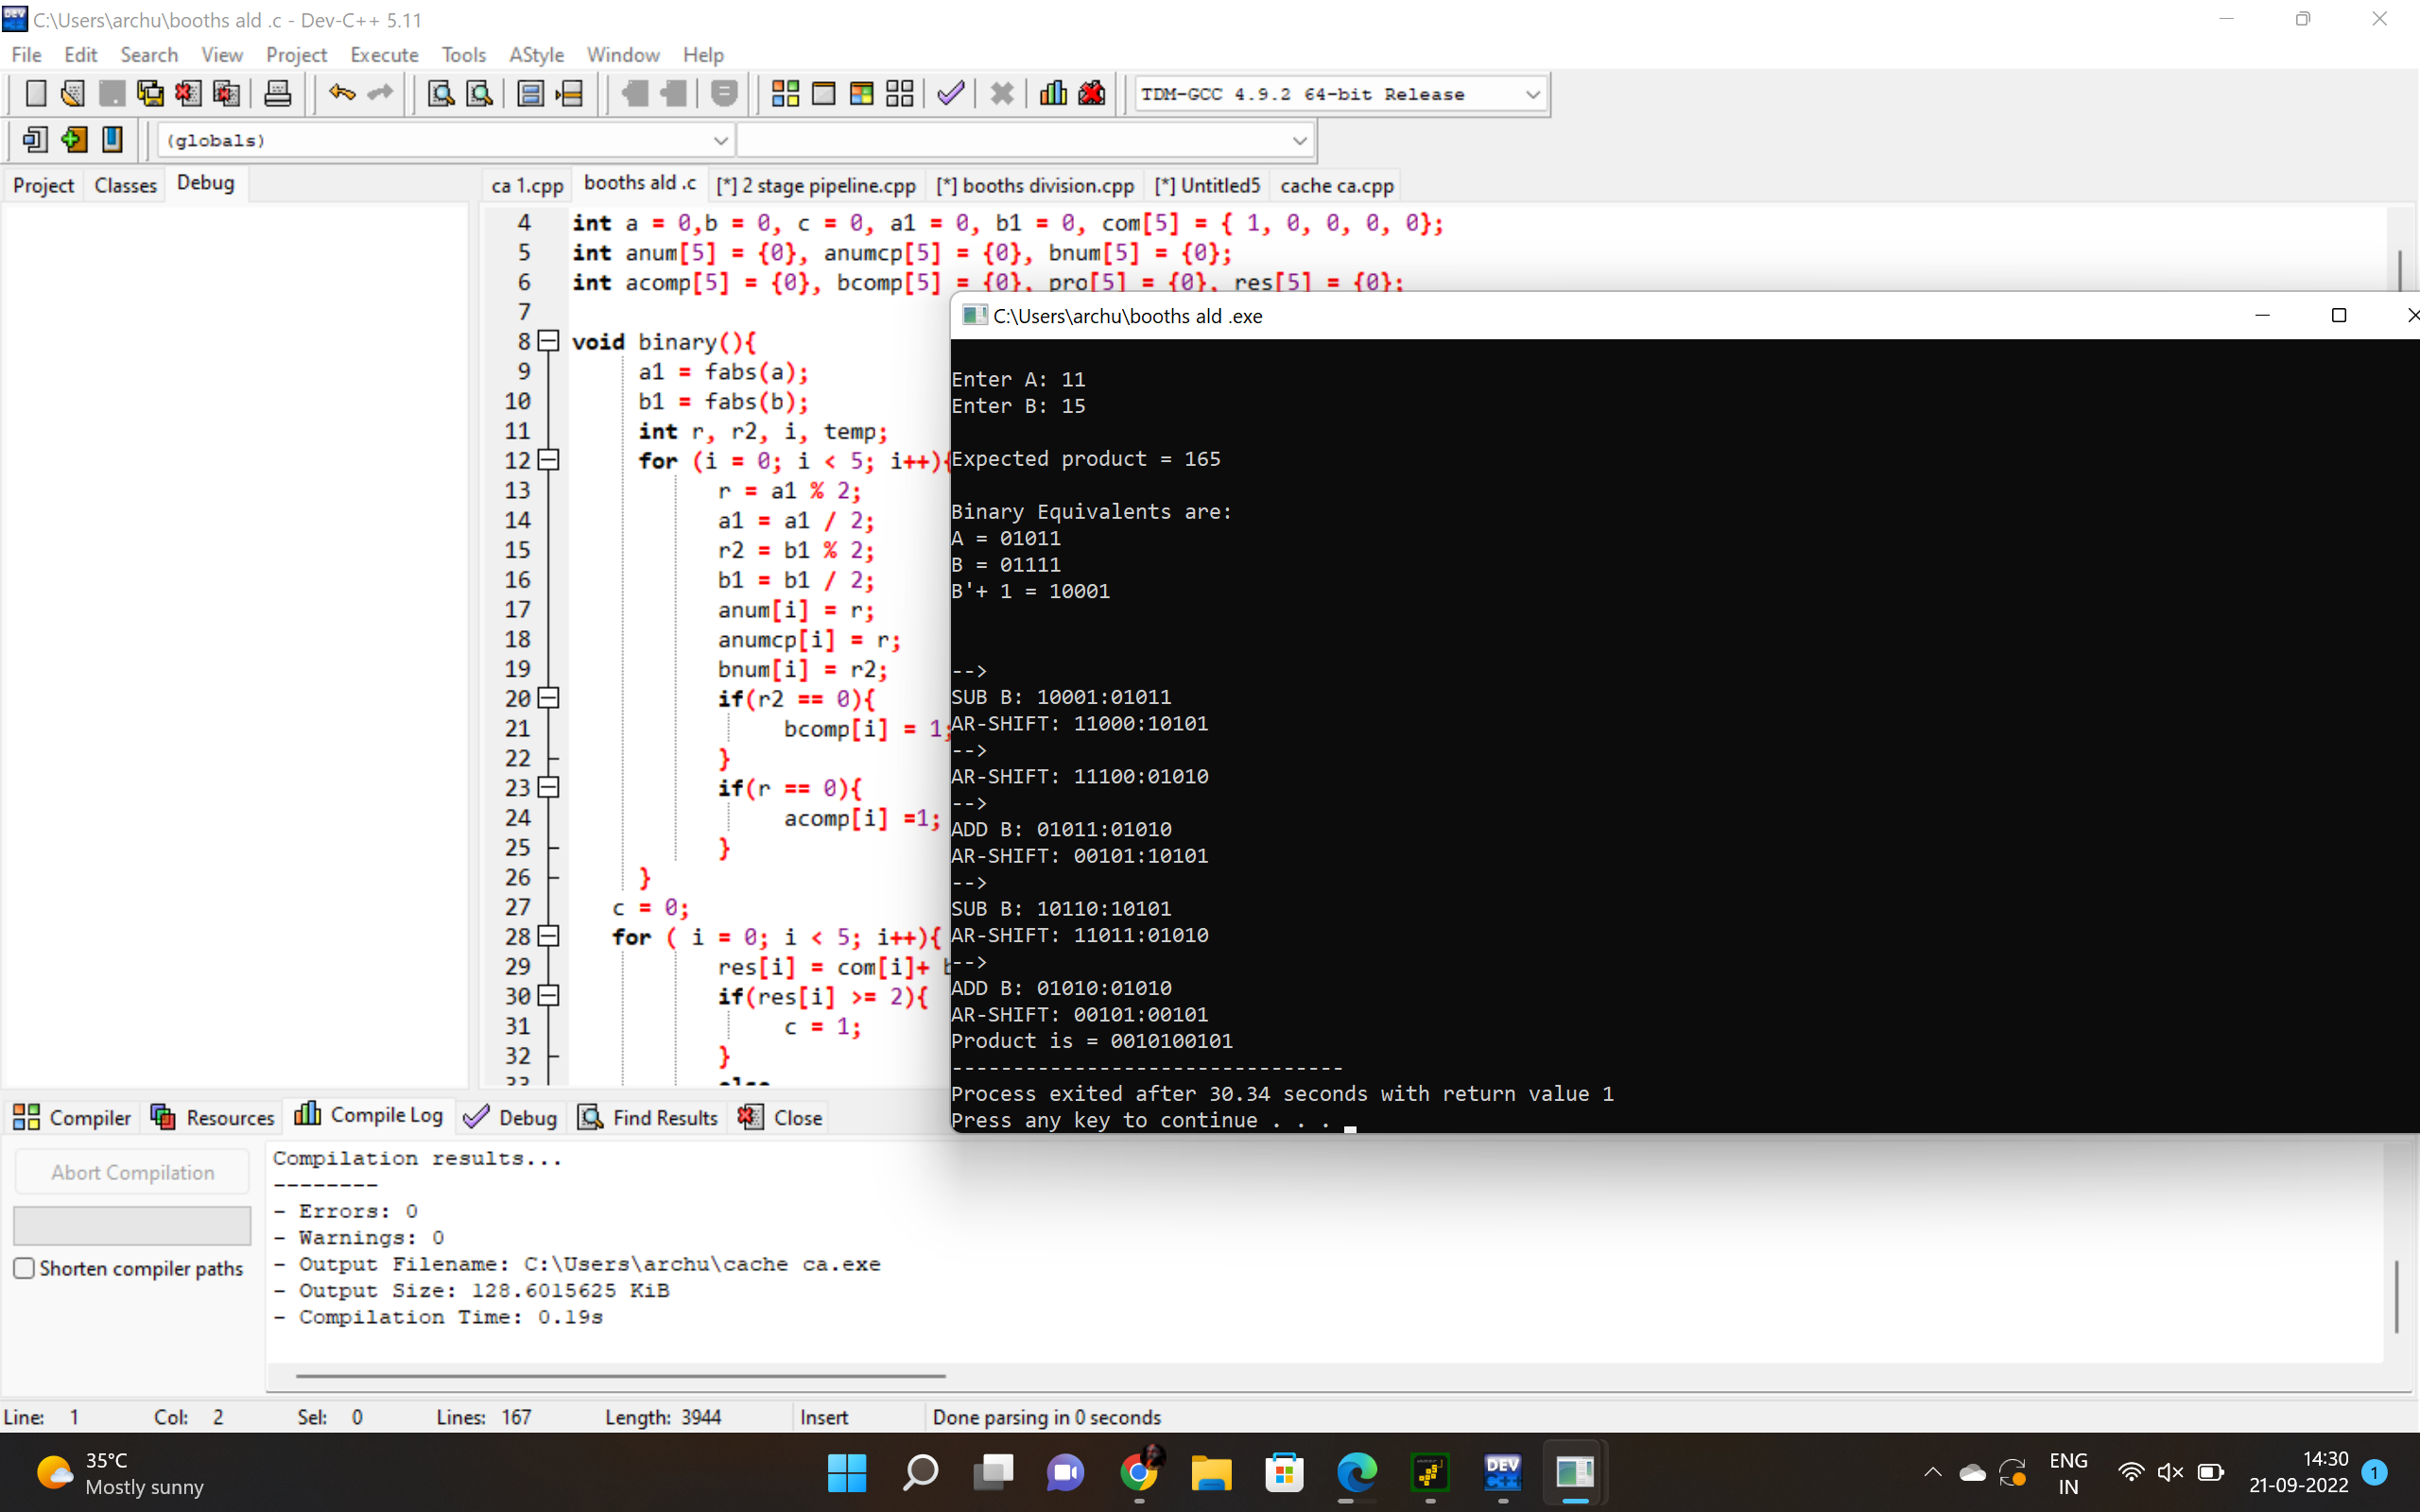 C:\Users\archu\booths ald .c - Dev-C++ 5.11
File Edit Search View Project Execute Tools AStyle Window Help
TDM-GCC 4.9.2 64-bit Release
(globals)
Project Classes Debug
ca 1.cpp booths ald .c [*] 2 stage pipeline.cpp [*] booths division.cpp [*] Untitled5 cache ca.cpp
4 int a = 0,b = 0, c = 0, a1 = 0, b1 = 0, com[5] = { 1, 0, 0, 0, 0};
5 int anum[5] = {0}, anumcp[5] = {0}, bnum[5] = {0};
6 int acomp[5] = {0}, bcomp[5] = {0}, pro[5] = {0}, res[5] = {0};
7
8 void binary(){
9 a1 = fabs(a);
10 b1 = fabs(b);
11 int r, r2, i, temp;
12 for (i = 0; i < 5; i++){
13 r = a1 % 2;
14 a1 = a1 / 2;
15 r2 = b1 % 2;
16 b1 = b1 / 2;
17 anum[i] = r;
18 anumcp[i] = r;
19 bnum[i] = r2;
20 if(r2 == 0){
21 bcomp[i] = 1;
22 }
23 if(r == 0){
24 acomp[i] =1;
25 }
26 }
27 c = 0;
28 for ( i = 0; i < 5; i++){
29 res[i] = com[i]+
30 if(res[i] >= 2){
31 c = 1;
32 }
33 else
C:\Users\archu\booths ald .exe
Enter A: 11
Enter B: 15
Expected product = 165
Binary Equivalents are:
A = 01011
B = 01111
B'+ 1 = 10001
-->
SUB B: 10001:01011
AR-SHIFT: 11000:10101
-->
AR-SHIFT: 11100:01010
-->
ADD B: 01011:01010
AR-SHIFT: 00101:10101
-->
SUB B: 10110:10101
AR-SHIFT: 11011:01010
-->
ADD B: 01010:01010
AR-SHIFT: 00101:00101
Product is = 0010100101
--------------------------------
Process exited after 30.34 seconds with return value 1
Press any key to continue . . .
Compiler Resources Compile Log Debug Find Results Close
Abort Compilation
Shorten compiler paths
Compilation results...
--------
- Errors: 0
- Warnings: 0
- Output Filename: C:\Users\archu\cache ca.exe
- Output Size: 128.6015625 KiB
- Compilation Time: 0.19s
Line: 1 Col: 2 Sel: 0 Lines: 167 Length: 3944 Insert Done parsing in 0 seconds
35°C
Mostly sunny
DEV
C++
ENG
IN
14:30
21-09-2022
1